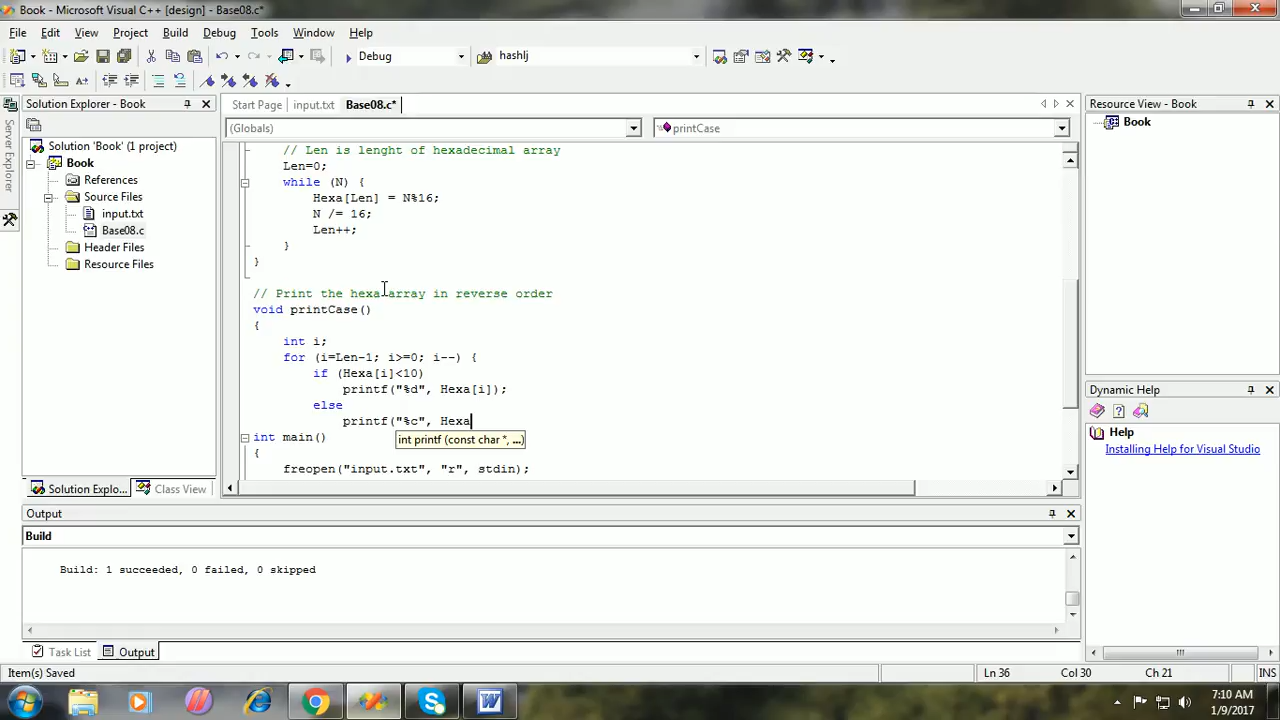 Book - Microsoft Visual C++ [design] - Base08.c*
File Edit View Project Build Debug Tools Window Help
Debug hashlj
Solution Explorer - Book
Start Page input.txt Base08.c*
Resource View - Book
Server Explorer
(Globals) printCase
Solution 'Book' (1 project)
Book
References
Source Files
input.txt
Base08.c
Header Files
Resource Files
// Len is lenght of hexadecimal array
Len=0;
while (N) {
Hexa[Len] = N%16;
N /= 16;
Len++;
}
}
// Print the hexa array in reverse order
void printCase()
{
int i;
for (i=Len-1; i>=0; i--) {
if (Hexa[i]<10)
printf("%d", Hexa[i]);
else
printf("%c", Hexa
int printf (const char *, ...)
int main()
{
freopen("input.txt", "r", stdin);
Book
Dynamic Help
Help
Installing Help for Visual Studio
Solution Explo... Class View
Output
Build
Build: 1 succeeded, 0 failed, 0 skipped
Task List Output
Item(s) Saved Ln 36 Col 30 Ch 21 INS
7:10 AM
1/9/2017